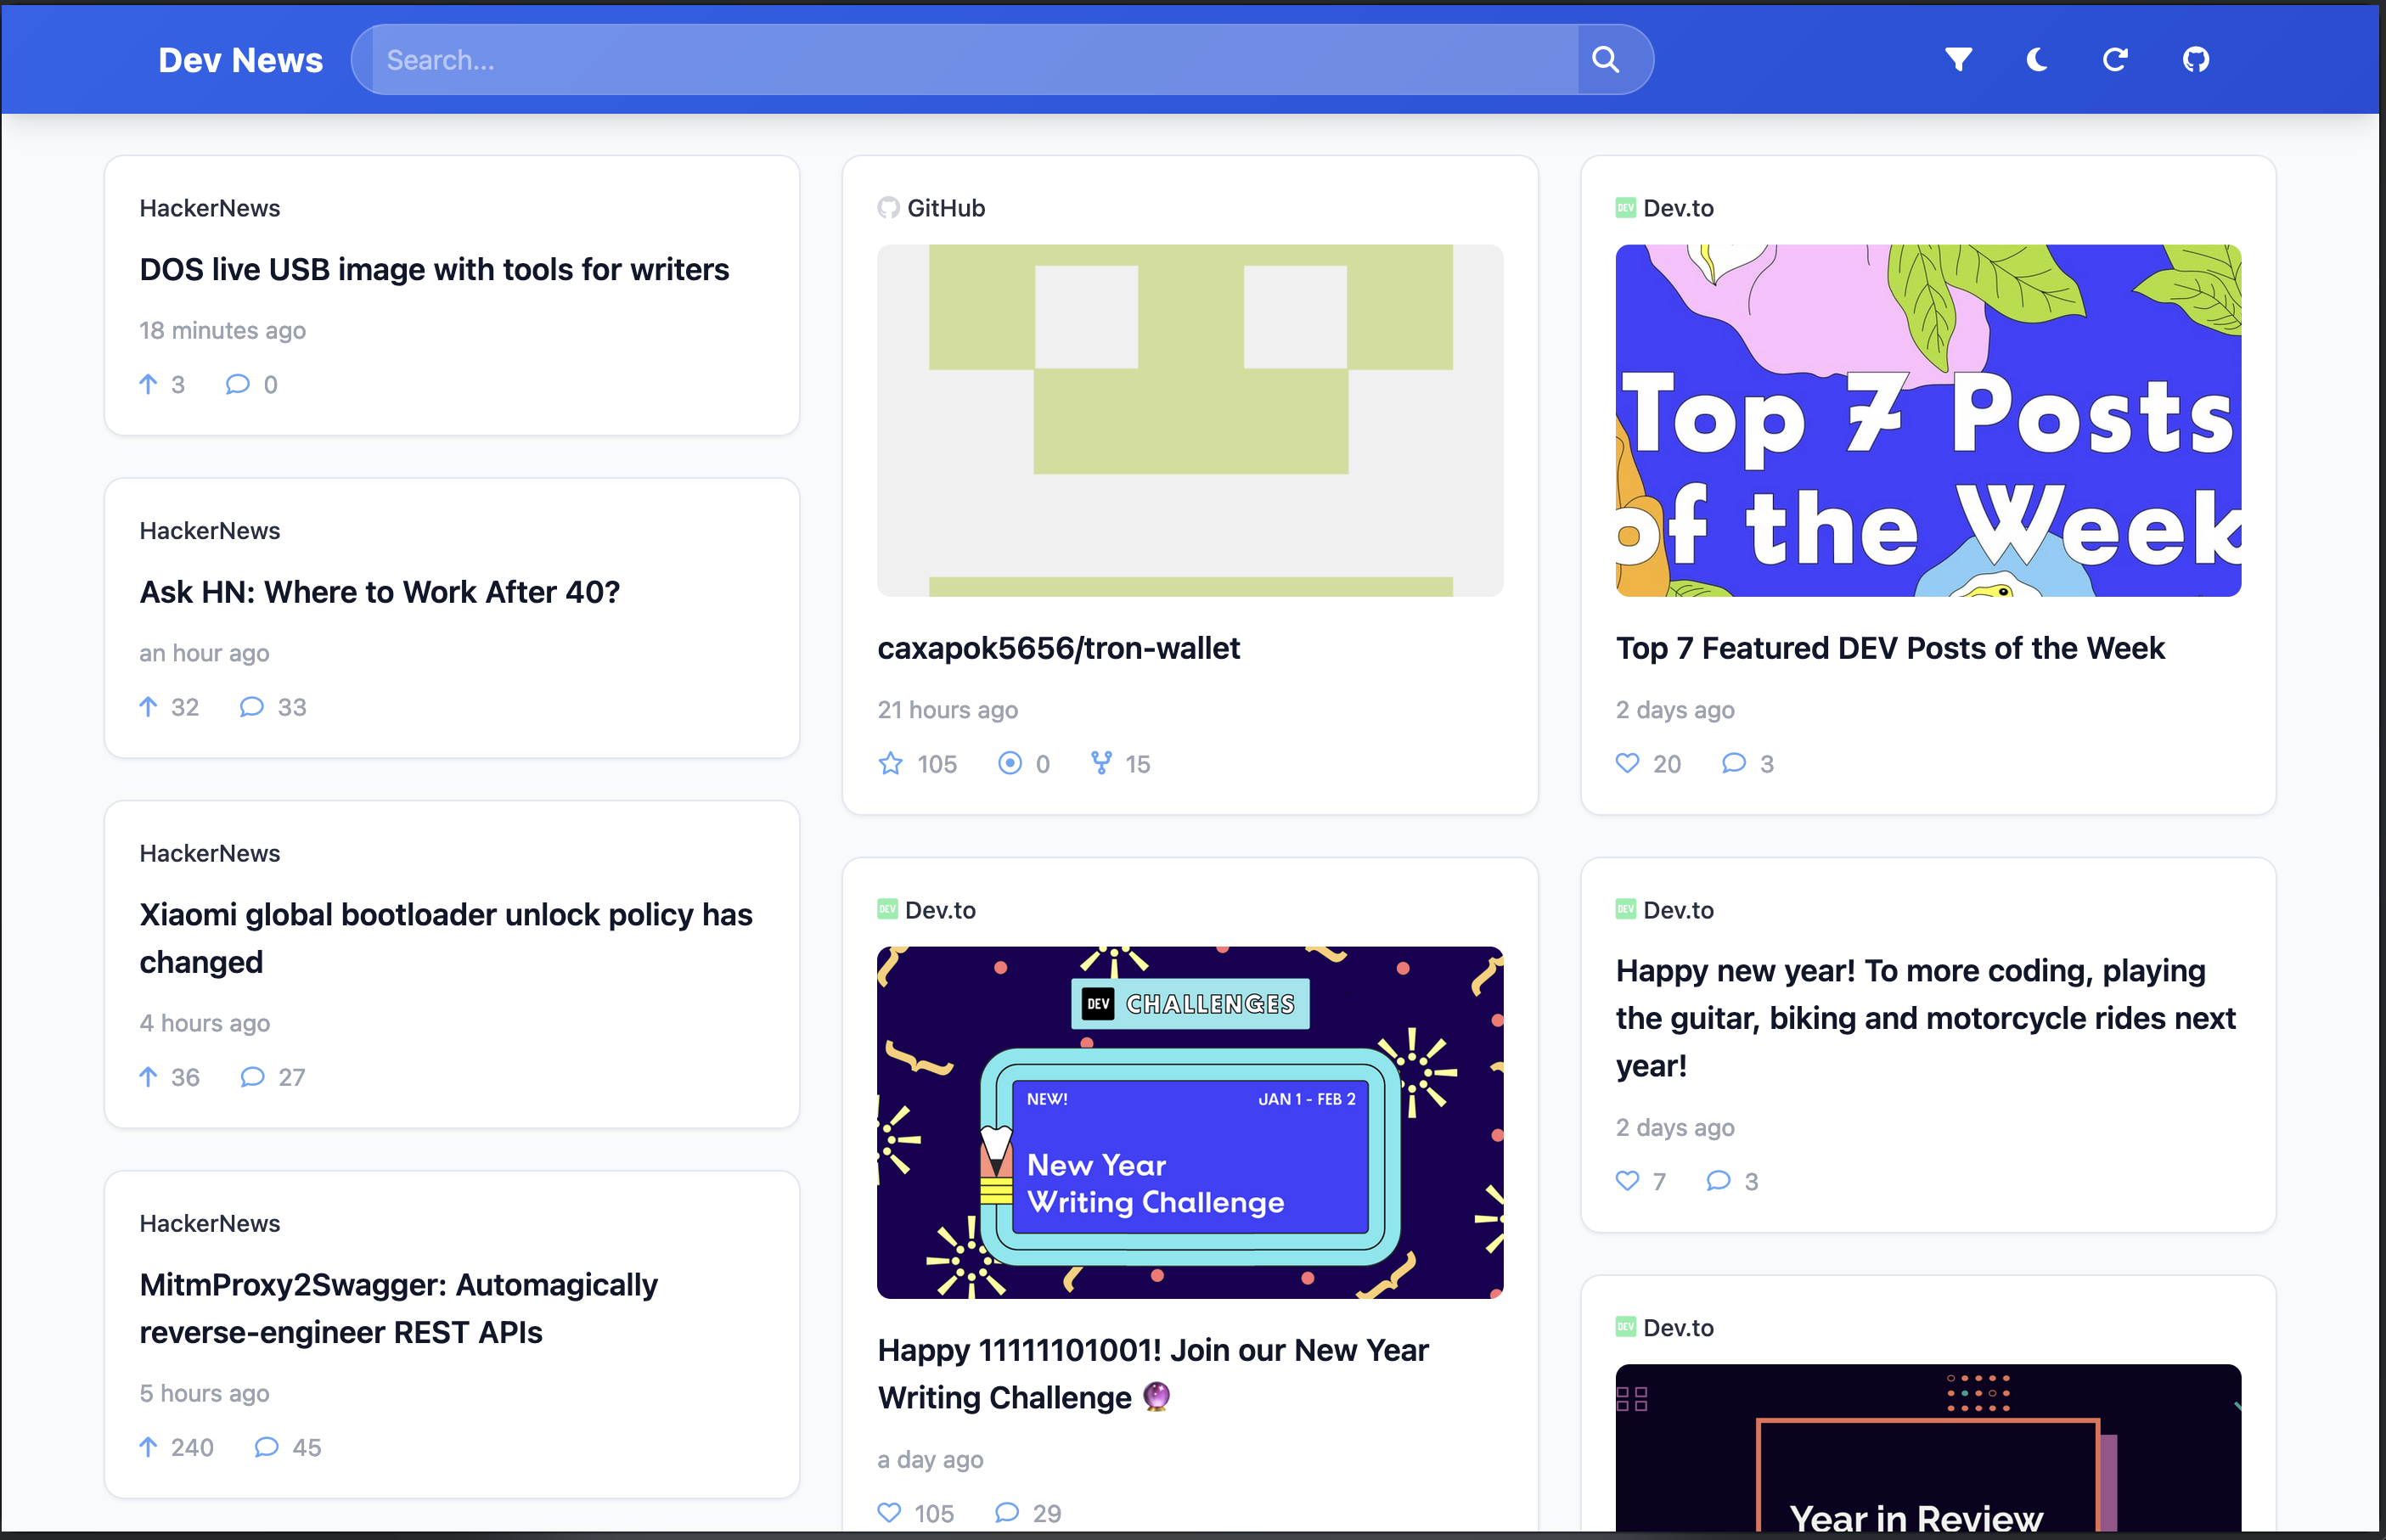 Dev News
Search...
HackerNews
DOS live USB image with tools for writers
18 minutes ago
3 0
HackerNews
Ask HN: Where to Work After 40?
an hour ago
32 33
HackerNews
Xiaomi global bootloader unlock policy has
changed
4 hours ago
36 27
HackerNews
MitmProxy2Swagger: Automagically
reverse-engineer REST APIs
5 hours ago
240 45
GitHub
caxapok5656/tron-wallet
21 hours ago
105 0 15
DEV Dev.to
DEV CHALLENGES
NEW! JAN 1 - FEB 2
New Year
Writing Challenge
Happy 11111101001! Join our New Year
Writing Challenge 🔮
a day ago
105 29
DEV Dev.to
Top 7 Posts
of the Week
Top 7 Featured DEV Posts of the Week
2 days ago
20 3
DEV Dev.to
Happy new year! To more coding, playing
the guitar, biking and motorcycle rides next
year!
2 days ago
7 3
DEV Dev.to
Year in Review